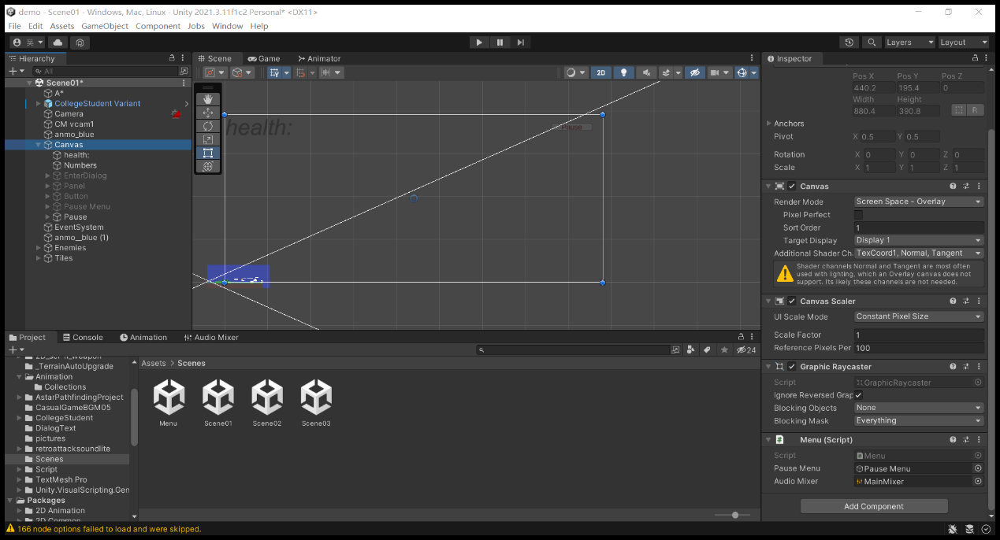 demo - Scene01 - Windows, Mac, Linux - Unity 2021.3.11f1c2 Personal* <DX11>
File Edit Assets GameObject Component Jobs Window Help
吴
Layers Layout
Hierarchy
Scene Game Animator
Inspector
All
2D
Scene01*
A*
CollegeStudent Variant
Camera
CM vcam1
anmo_blue
Canvas
health:
Numbers
EnterDialog
Panel
Button
Pause Menu
Pause
EventSystem
anmo__blue (1)
Enemies
Tiles
health:
Pause
Pos X Pos Y Pos Z
440.2 195.4 0
Width Height
880.4 390.8
R
Anchors
Pivot X 0.5 Y 0.5
Rotation X 0 Y 0 Z 0
Scale X 1 Y 1 Z 1
Canvas
Render Mode Screen Space - Overlay
Pixel Perfect
Sort Order 1
Target Display Display 1
Additional Shader Ch TexCoord1, Normal, Tangent
Shader channels Normal and Tangent are most often
used with lighting, which an Overlay canvas does not
support. Its likely these channels are not needed.
Canvas Scaler
UI Scale Mode Constant Pixel Size
Scale Factor 1
Reference Pixels Per 100
Graphic Raycaster
Script GraphicRaycaster
Ignore Reversed Grap
Blocking Objects None
Blocking Mask Everything
Menu (Script)
Script Menu
Pause Menu Pause Menu
Audio Mixer MainMixer
Add Component
Project Console Animation Audio Mixer
24
_TerrainAutoUpgrade
Animation
Collections
AstarPathfindingProject
CasualGameBGM05
CollegeStudent
DialogText
pictures
retroattacksoundlite
Scenes
Script
TextMesh Pro
Unity.VisualScripting.Gen
Packages
2D Animation
2D Common
Assets > Scenes
Menu Scene01 Scene02 Scene03
166 node options failed to load and were skipped.